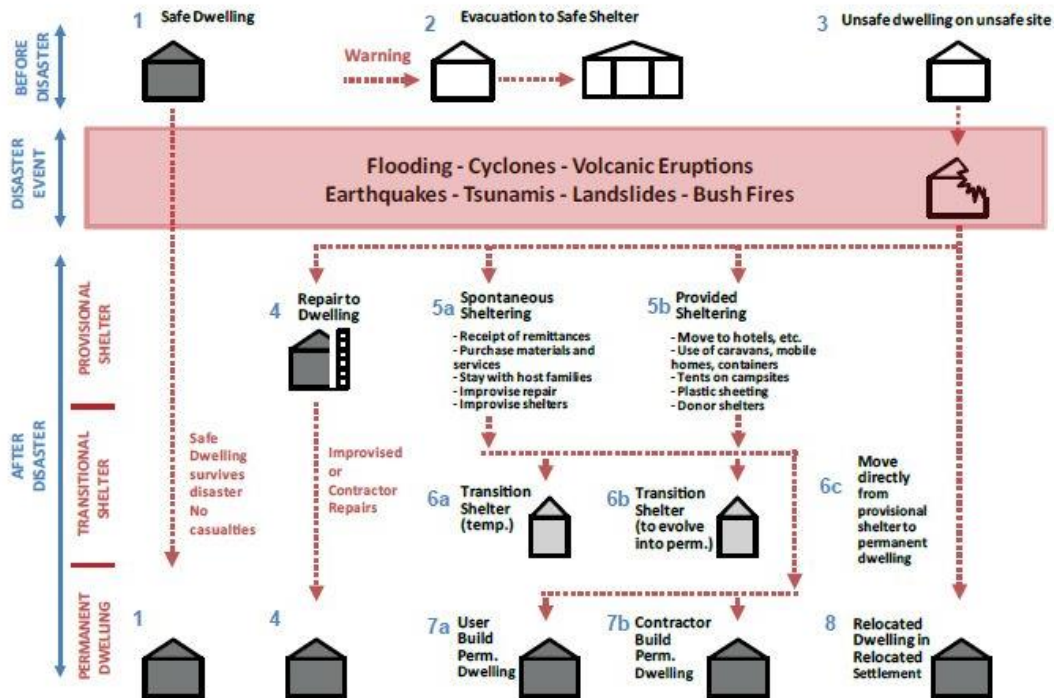 1
Safe Dwelling
2
Evacuation to Safe Shelter
3
Unsafe dwelling on unsafe site
BEFORE
DISASTER
Warning
DISASTER
EVENT
Flooding - Cyclones - Volcanic Eruptions
Earthquakes - Tsunamis - Landslides - Bush Fires
AFTER
DISASTER
PROVISIONAL
SHELTER
4
Repair to
Dwelling
5a
Spontaneous
Sheltering
- Receipt of remittances
- Purchase materials and
services
- Stay with host families
- Improvise repair
- Improvise shelters
5b
Provided
Sheltering
- Move to hotels, etc.
- Use of caravans, mobile
homes, containers
- Tents on campsites
- Plastic sheeting
- Donor shelters
TRANSITIONAL
SHELTER
Safe
Dwelling
survives
disaster
No
casualties
Improvised
or
Contractor
Repairs
6a
Transition
Shelter
(temp.)
6b
Transition
Shelter
(to evolve
into perm.)
6c
Move
directly
from
provisional
shelter to
permanent
dwelling
PERMANENT
DWELLING
1
4
7a
User
Build
Perm.
Dwelling
7b
Contractor
Build
Perm.
Dwelling
8
Relocated
Dwelling in
Relocated
Settlement